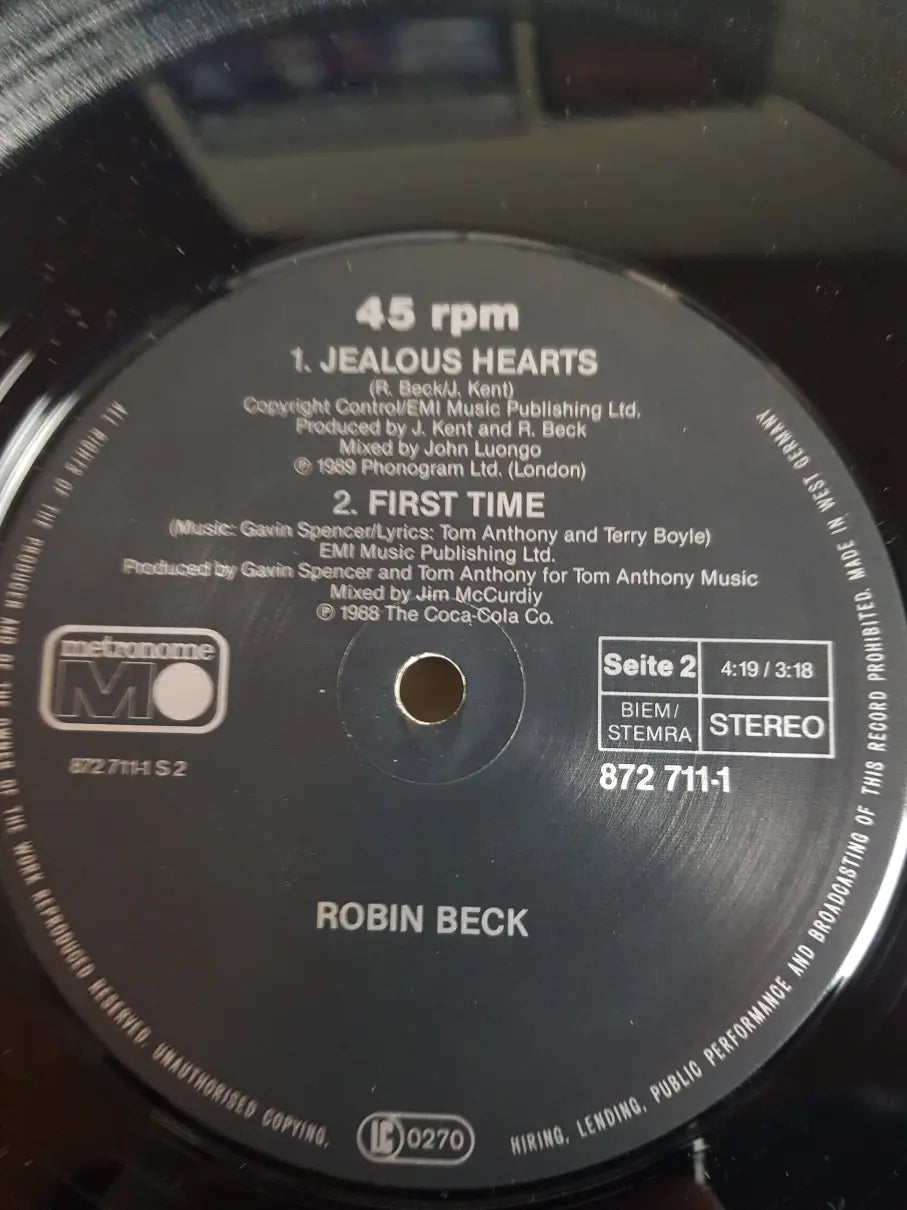 45 rpm
1. JEALOUS HEARTS
(R. Beck/J. Kent)
Copyright Control/EMI Music Publishing Ltd.
Produced by J. Kent and R. Beck
Mixed by John Luongo
℗ 1989 Phonogram Ltd. (London)
2. FIRST TIME
(Music: Gavin Spencer/Lyrics: Tom Anthony and Terry Boyle)
EMI Music Publishing Ltd.
Produced by Gavin Spencer and Tom Anthony for Tom Anthony Music
Mixed by Jim McCurdiy
℗ 1988 The Coca-Cola Co.
metronome
M
872 711-1 S 2
Seite 2
4:19 / 3:18
BIEM/
STEMRA
STEREO
872 711-1
ROBIN BECK
ALL RIGHTS OF THE PRODUCER AND OF THE OWNER OF THE WORK REPRODUCED RESERVED. UNAUTHORISED COPYING,
LC 0270
HIRING, LENDING, PUBLIC PERFORMANCE AND BROADCASTING OF THIS RECORD PROHIBITED. MADE IN WEST GERMANY